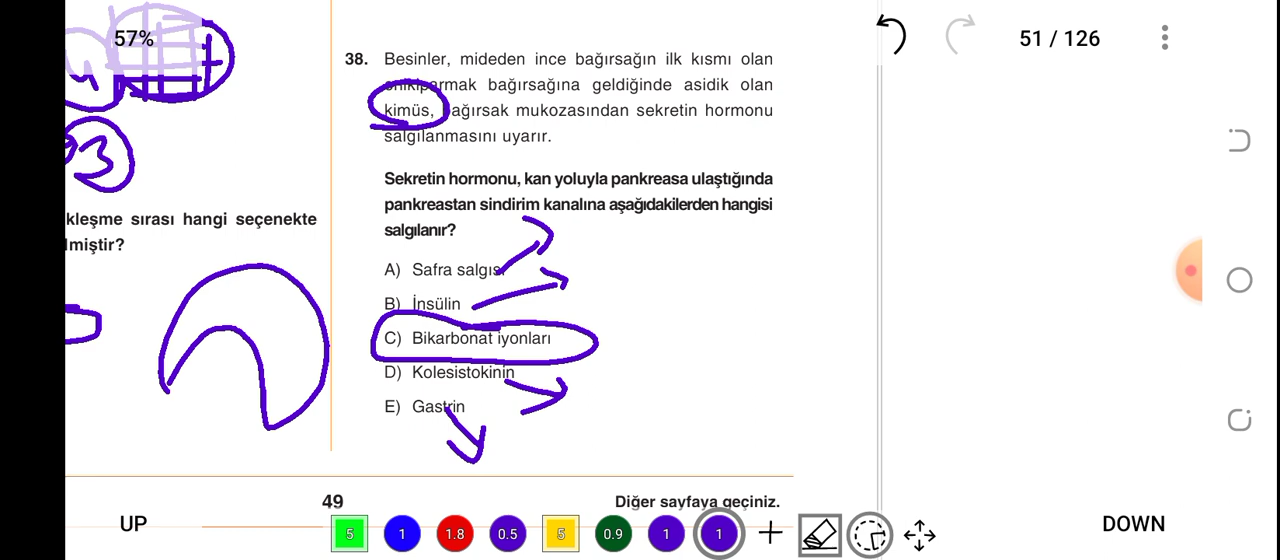 57%
51 / 126
3
kleşme sırası hangi seçenekte
lmiştir?
38. Besinler, mideden ince bağırsağın ilk kısmı olan
onikiparmak bağırsağına geldiğinde asidik olan
kimüs, bağırsak mukozasından sekretin hormonu
salgılanmasını uyarır.
Sekretin hormonu, kan yoluyla pankreasa ulaştığında
pankreastan sindirim kanalına aşağıdakilerden hangisi
salgılanır?
A) Safra salgısı
B) İnsülin
C) Bikarbonat iyonları
D) Kolesistokinin
E) Gastrin
49
Diğer sayfaya geçiniz.
UP
5 1 1.8 0.5 5 0.9 1 1
DOWN